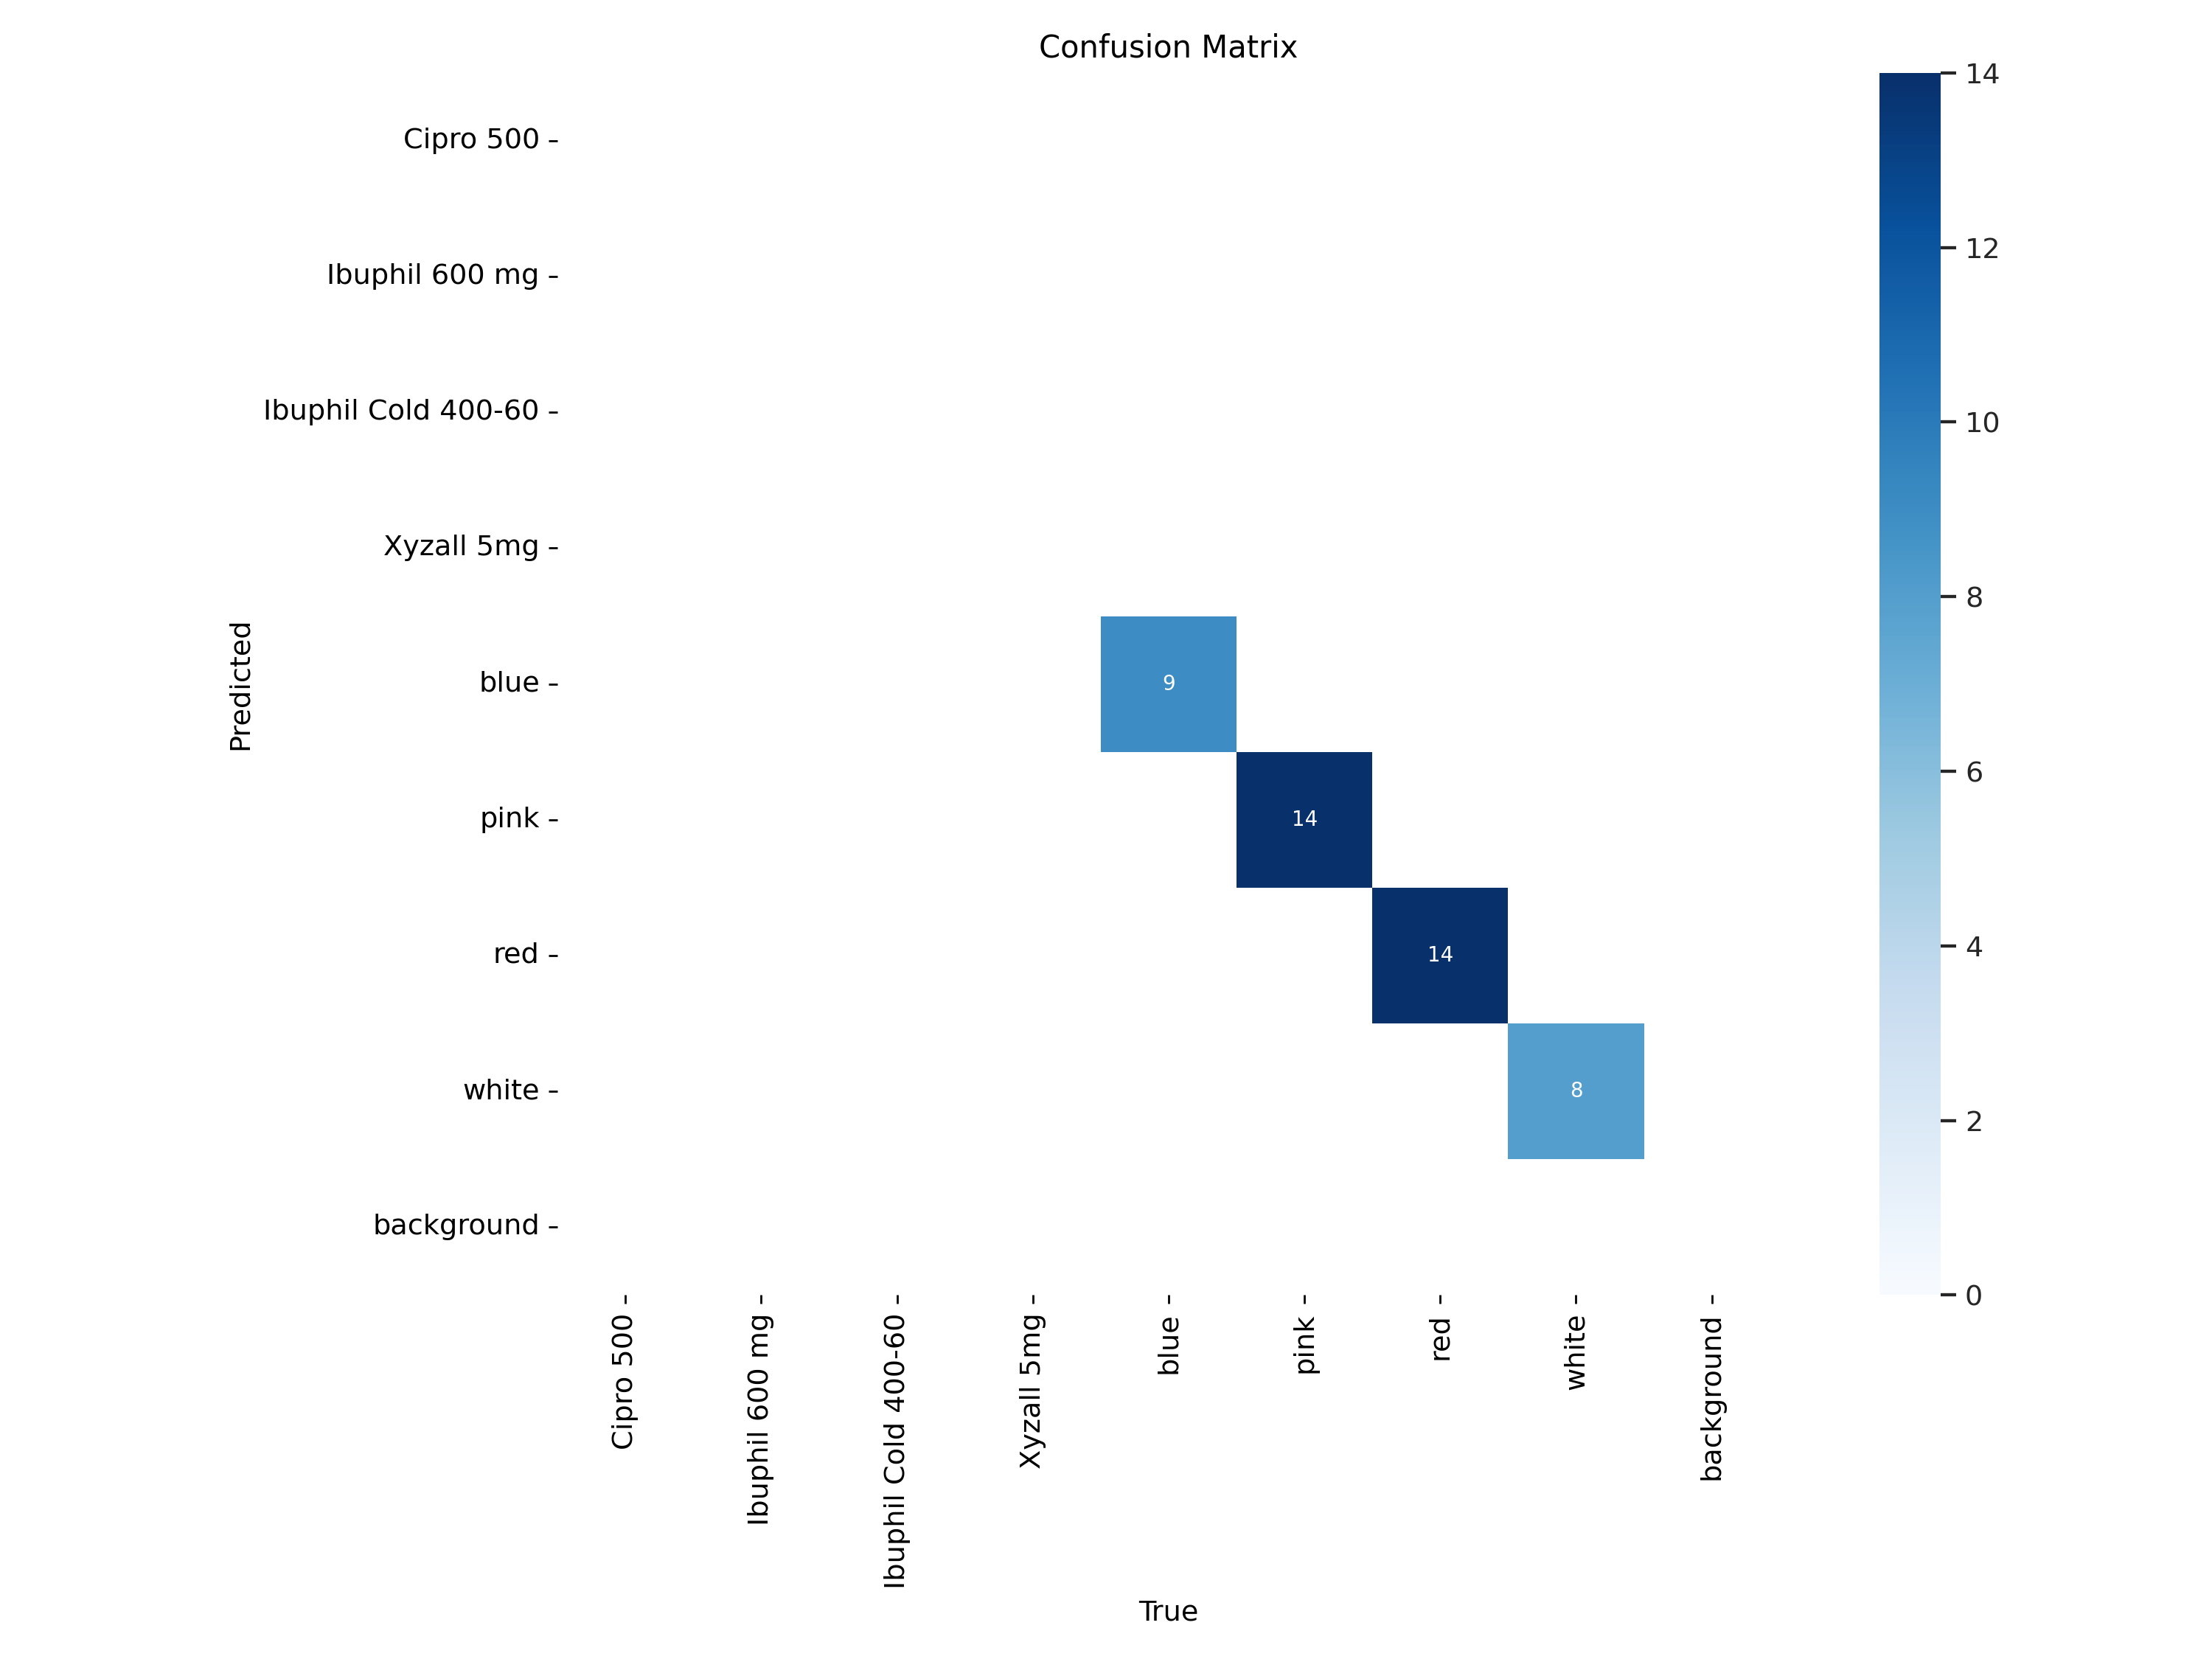 Confusion Matrix
Cipro 500
Ibuphil 600 mg
Ibuphil Cold 400-60
Xyzall 5mg
blue
pink
red
white
background
Predicted
9
14
14
8
Cipro 500
Ibuphil 600 mg
Ibuphil Cold 400-60
Xyzall 5mg
blue
pink
red
white
background
True
14
12
10
8
6
4
2
0